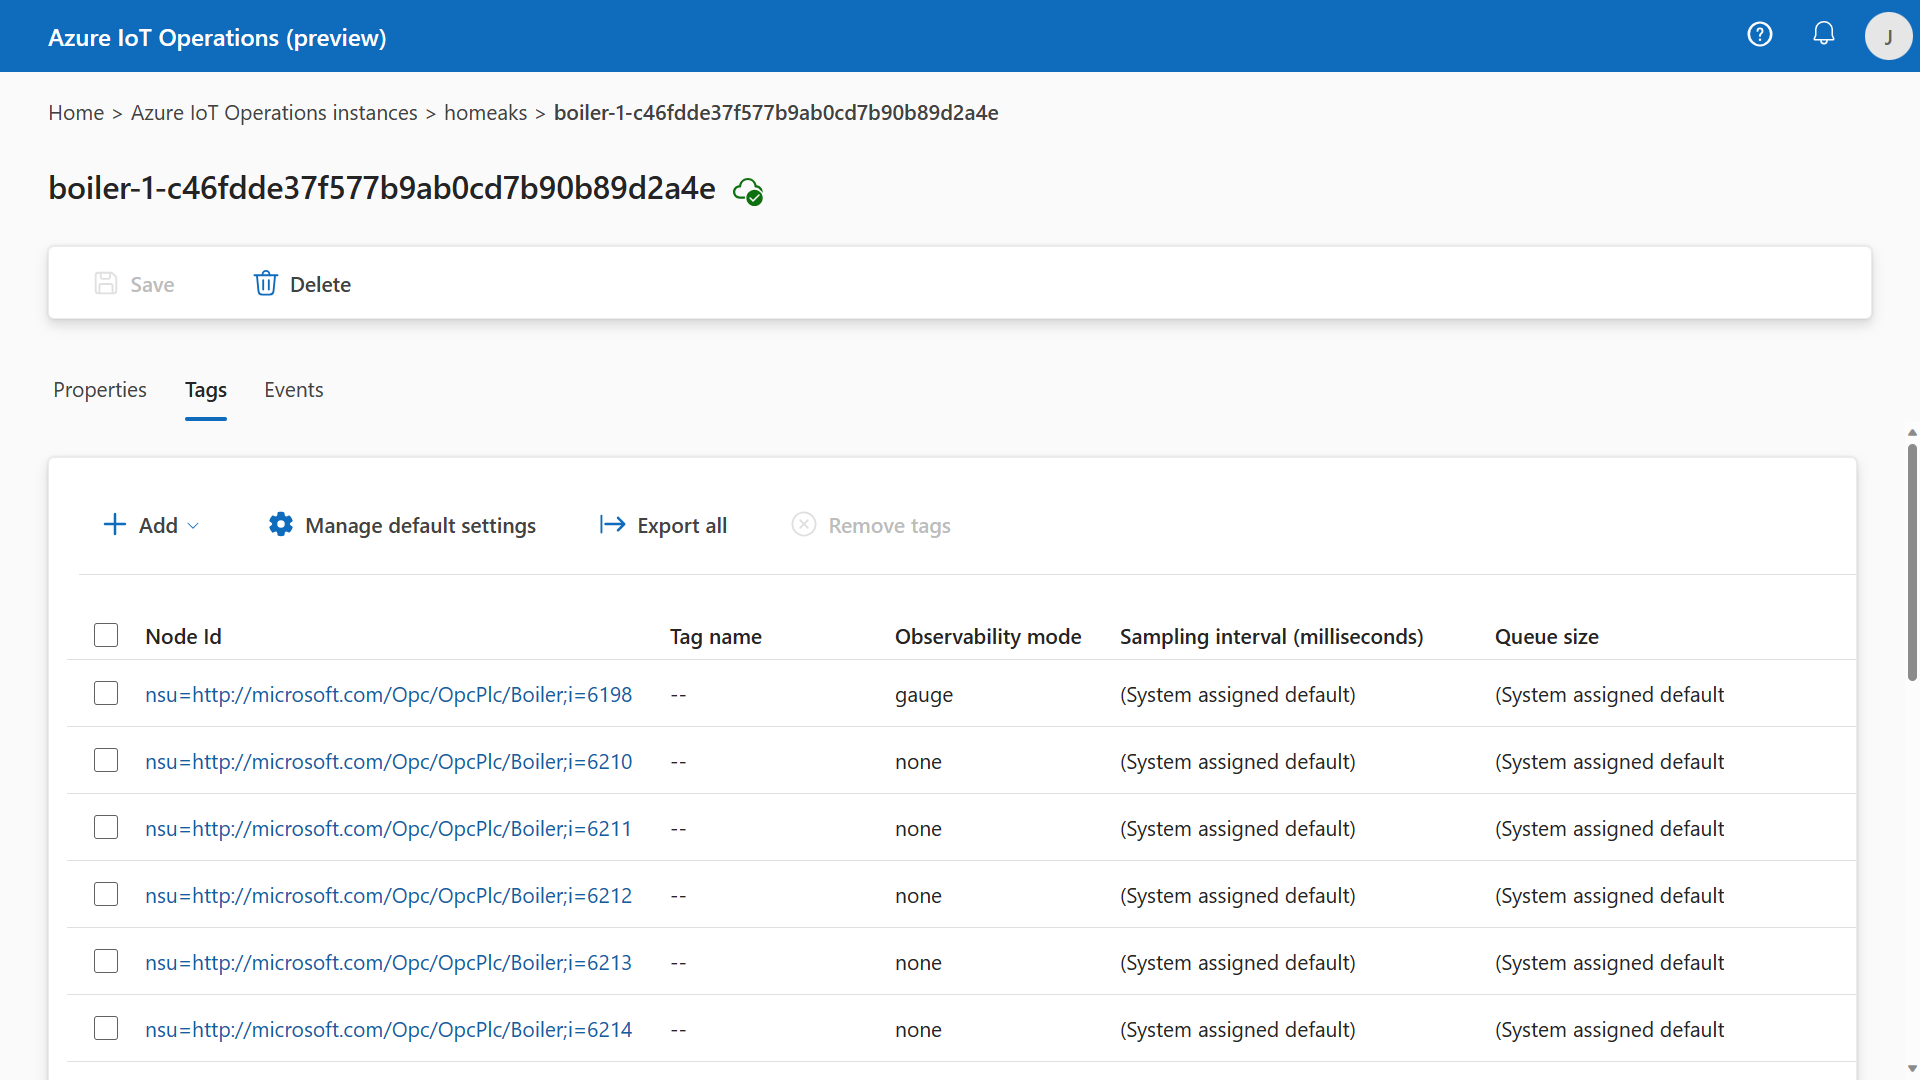 Azure IoT Operations (preview)
J
Home > Azure IoT Operations instances > homeaks > boiler-1-c46fdde37f577b9ab0cd7b90b89d2a4e
boiler-1-c46fdde37f577b9ab0cd7b90b89d2a4e
Save Delete
Properties Tags Events
Add Manage default settings Export all Remove tags
Node Id Tag name Observability mode Sampling interval (milliseconds) Queue size
nsu=http://microsoft.com/Opc/OpcPlc/Boiler;i=6198 -- gauge (System assigned default) (System assigned default
nsu=http://microsoft.com/Opc/OpcPlc/Boiler;i=6210 -- none (System assigned default) (System assigned default
nsu=http://microsoft.com/Opc/OpcPlc/Boiler;i=6211 -- none (System assigned default) (System assigned default
nsu=http://microsoft.com/Opc/OpcPlc/Boiler;i=6212 -- none (System assigned default) (System assigned default
nsu=http://microsoft.com/Opc/OpcPlc/Boiler;i=6213 -- none (System assigned default) (System assigned default
nsu=http://microsoft.com/Opc/OpcPlc/Boiler;i=6214 -- none (System assigned default) (System assigned default